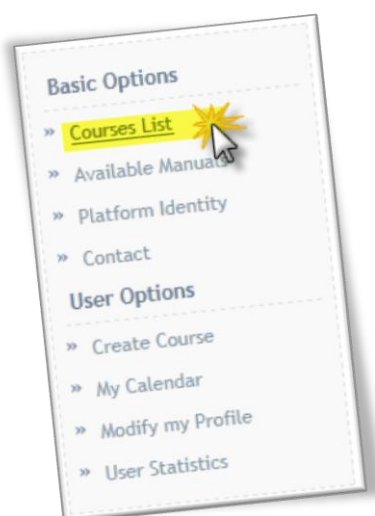 Basic Options
» Courses List
» Available Manuals
» Platform Identity
» Contact
User Options
» Create Course
» My Calendar
» Modify my Profile
» User Statistics